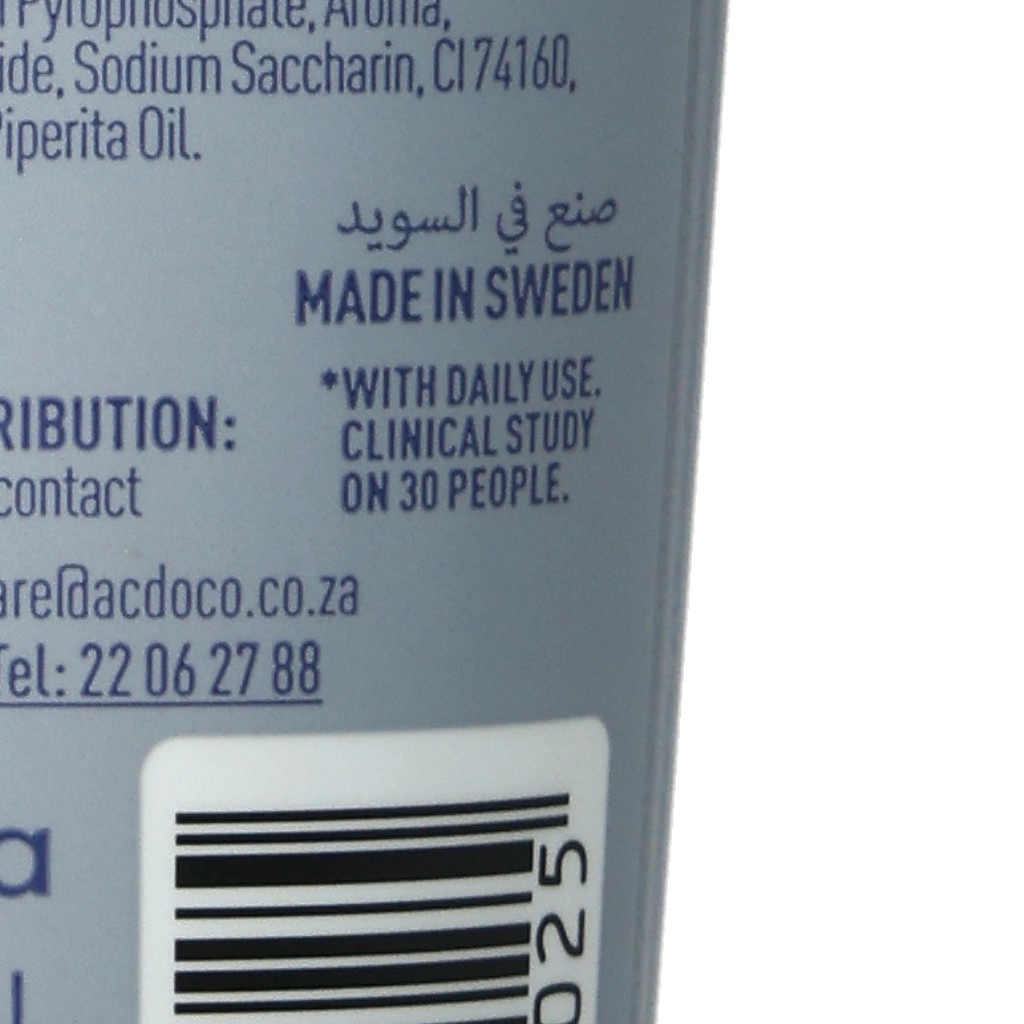 Pyrophosphate, Aroma,
Sodium Saccharin, CI 74160,
Piperita Oil.
صنع في السويد
MADE IN SWEDEN
*WITH DAILY USE.
CLINICAL STUDY
ON 30 PEOPLE.
RIBUTION:
contact
are@acdoco.co.za
Tel: 22 06 27 88
a
025